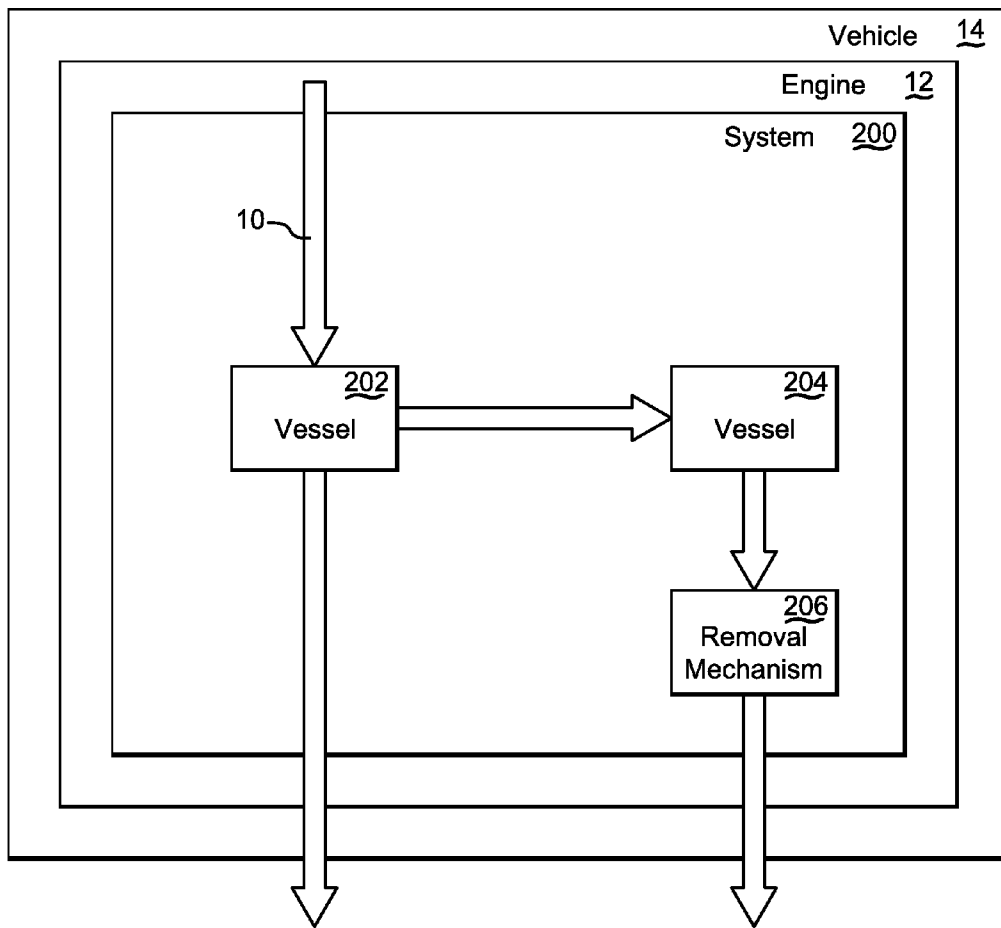 Vehicle 14
Engine 12
System 200
10
202
Vessel
204
Vessel
206
Removal
Mechanism